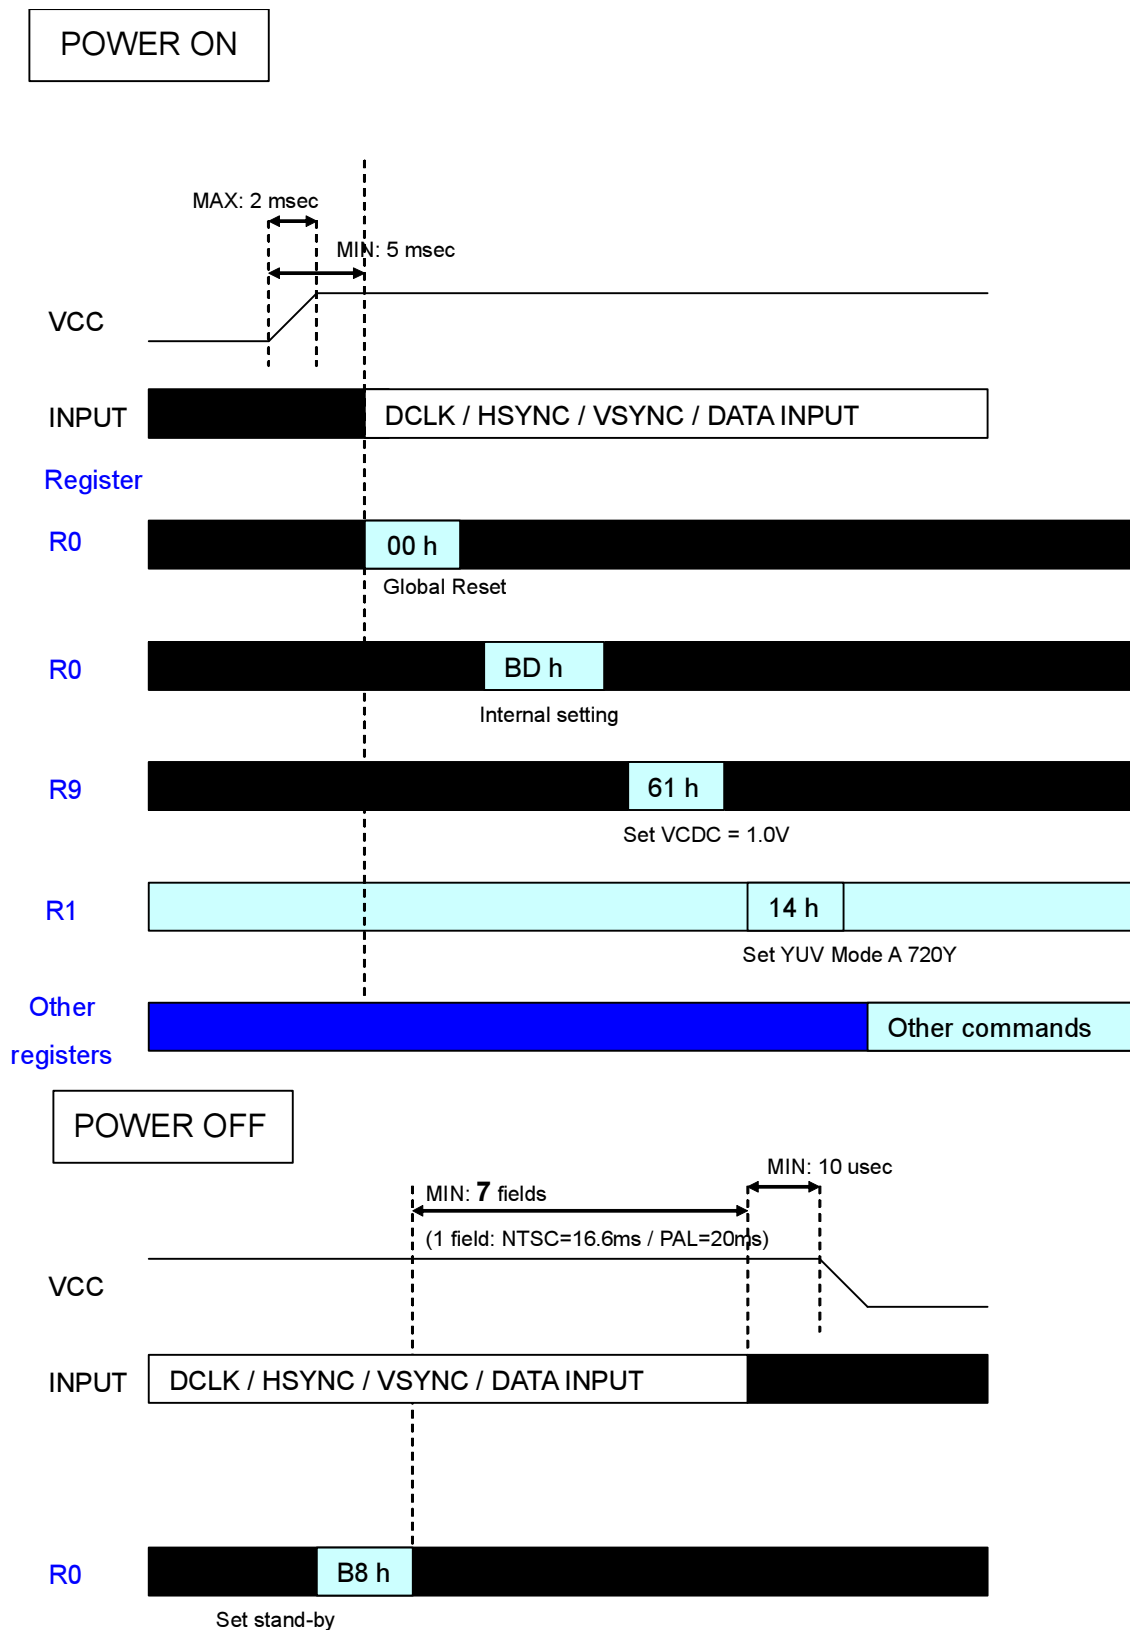 POWER ON
MAX: 2 msec
MIN: 5 msec
VCC
INPUT
DCLK / HSYNC / VSYNC / DATA INPUT
Register
R0
00 h
Global Reset
R0
BD h
Internal setting
R9
61 h
Set VCDC = 1.0V
R1
14 h
Set YUV Mode A 720Y
Other
registers
Other commands
POWER OFF
MIN: 10 usec
MIN: 7 fields
(1 field: NTSC=16.6ms / PAL=20ms)
VCC
INPUT
DCLK / HSYNC / VSYNC / DATA INPUT
R0
B8 h
Set stand-by